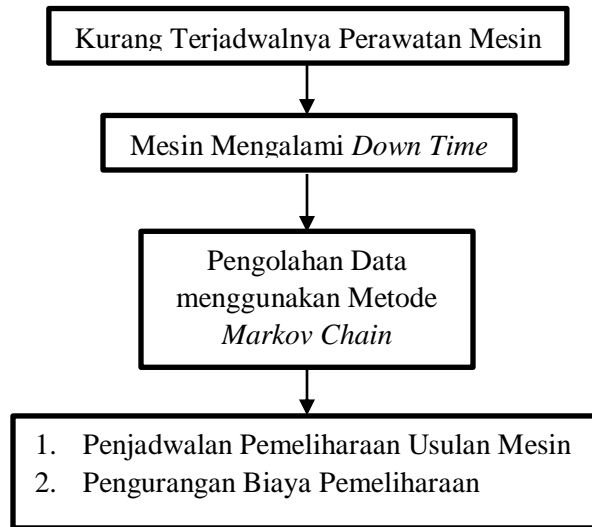 Kurang Terjadwalnya Perawatan Mesin
Mesin Mengalami Down Time
Pengolahan Data
menggunakan Metode
Markov Chain
1. Penjadwalan Pemeliharaan Usulan Mesin
2. Pengurangan Biaya Pemeliharaan